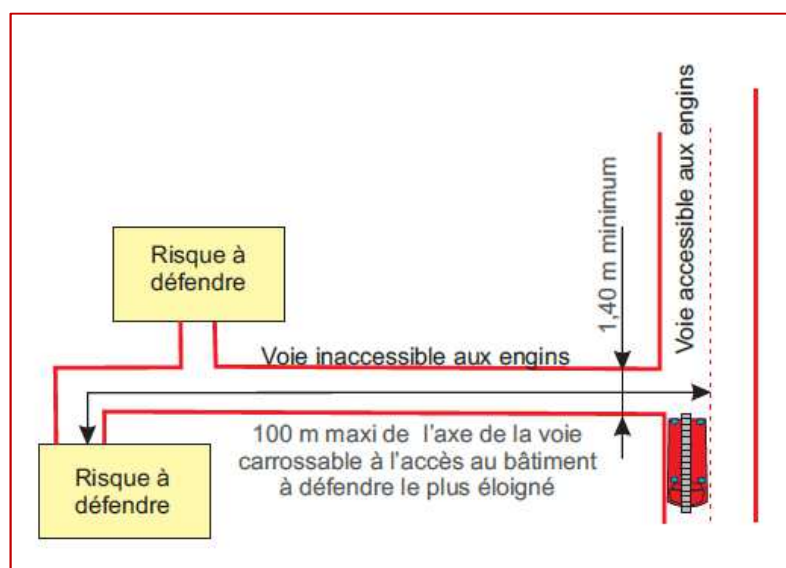 Risque à
défendre
Voie inaccessible aux engins
1,40 m minimum
Voie accessible aux engins
100 m maxi de l'axe de la voie
carrossable à l'accès au bâtiment
à défendre le plus éloigné
Risque à
défendre